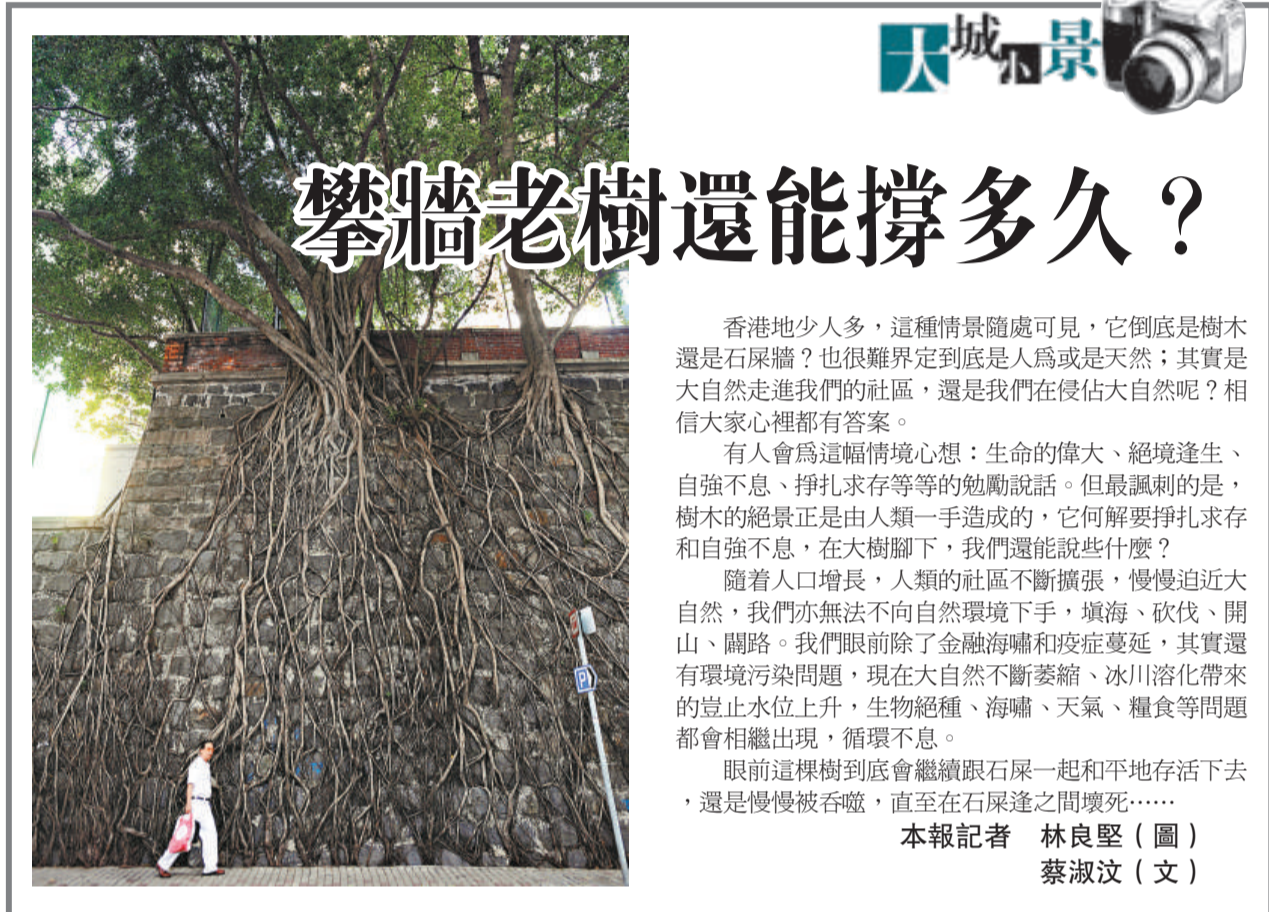 大城小景
攀牆老樹還能撐多久？
香港地少人多，這種情景隨處可見，它倒底是樹木
還是石屎牆？也很難界定到底是人爲或是天然；其實是
大自然走進我們的社區，還是我們在侵佔大自然呢？相
信大家心裡都有答案。
有人會爲這幅情境心想：生命的偉大、絕境逢生、
自強不息、掙扎求存等等的勉勵說話。但最諷刺的是，
樹木的絕景正是由人類一手造成的，它何解要掙扎求存
和自強不息，在大樹腳下，我們還能說些什麼？
隨着人口增長，人類的社區不斷擴張，慢慢迫近大
自然，我們亦無法不向自然環境下手，塡海、砍伐、開
山、闢路。我們眼前除了金融海嘯和疫症蔓延，其實還
有環境污染問題，現在大自然不斷萎縮、冰川溶化帶來
的豈止水位上升，生物絕種、海嘯、天氣、糧食等問題
都會相繼出現，循環不息。
眼前這棵樹到底會繼續跟石屎一起和平地存活下去
，還是慢慢被吞噬，直至在石屎逢之間壞死……
本報記者　林良堅（圖）
蔡淑汶（文）
P